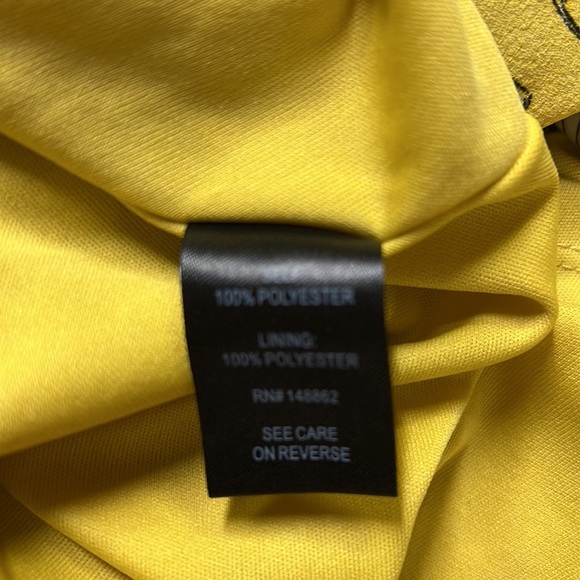 100% POLYESTER
LINING:
100% POLYESTER
RN# 148862
SEE CARE
ON REVERSE